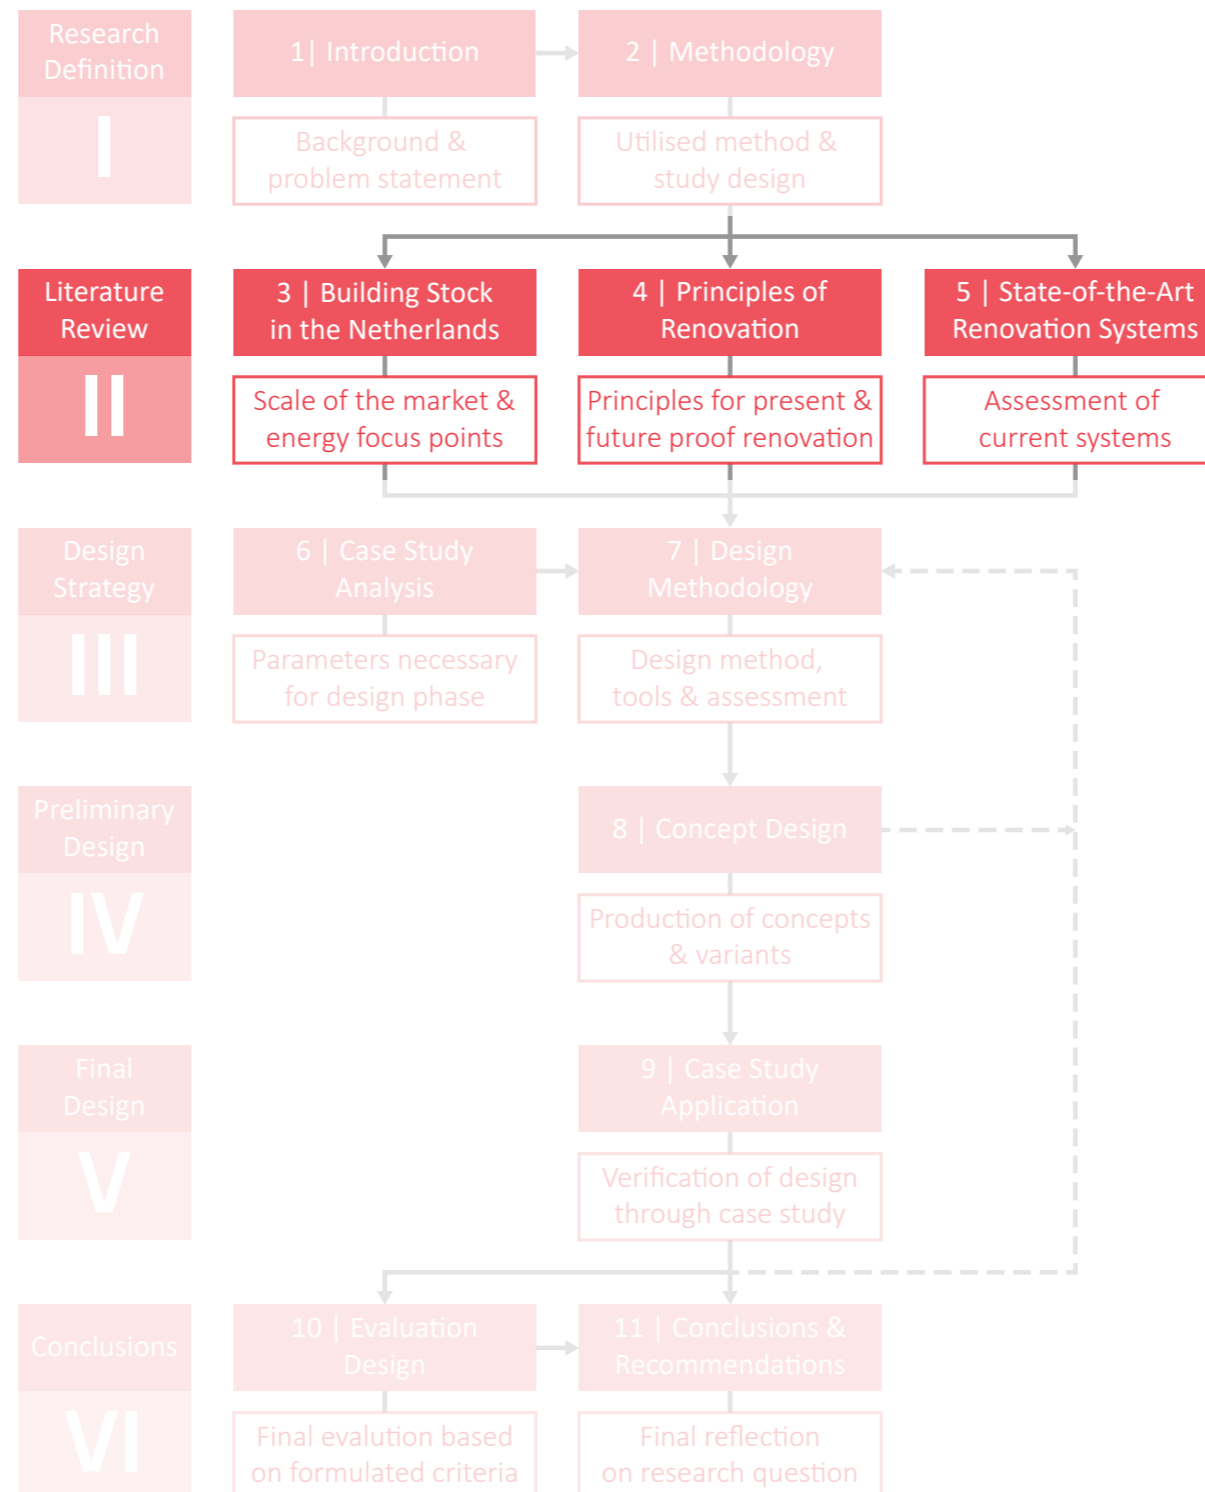 Research
Definition
I
1| Introduction
2 | Methodology
Background &
problem statement
Utilised method &
study design
Literature
Review
II
3 | Building Stock
in the Netherlands
4 | Principles of
Renovation
5 | State-of-the-Art
Renovation Systems
Scale of the market &
energy focus points
Principles for present &
future proof renovation
Assessment of
current systems
Design
Strategy
III
6 | Case Study
Analysis
7 | Design
Methodology
Parameters necessary
for design phase
Design method,
tools & assessment
Preliminary
Design
IV
8 | Concept Design
Production of concepts
& variants
Final
Design
V
9 | Case Study
Application
Verification of design
through case study
Conclusions
VI
10 | Evaluation
Design
11 | Conclusions &
Recommendations
Final evalution based
on formulated criteria
Final reflection
on research question